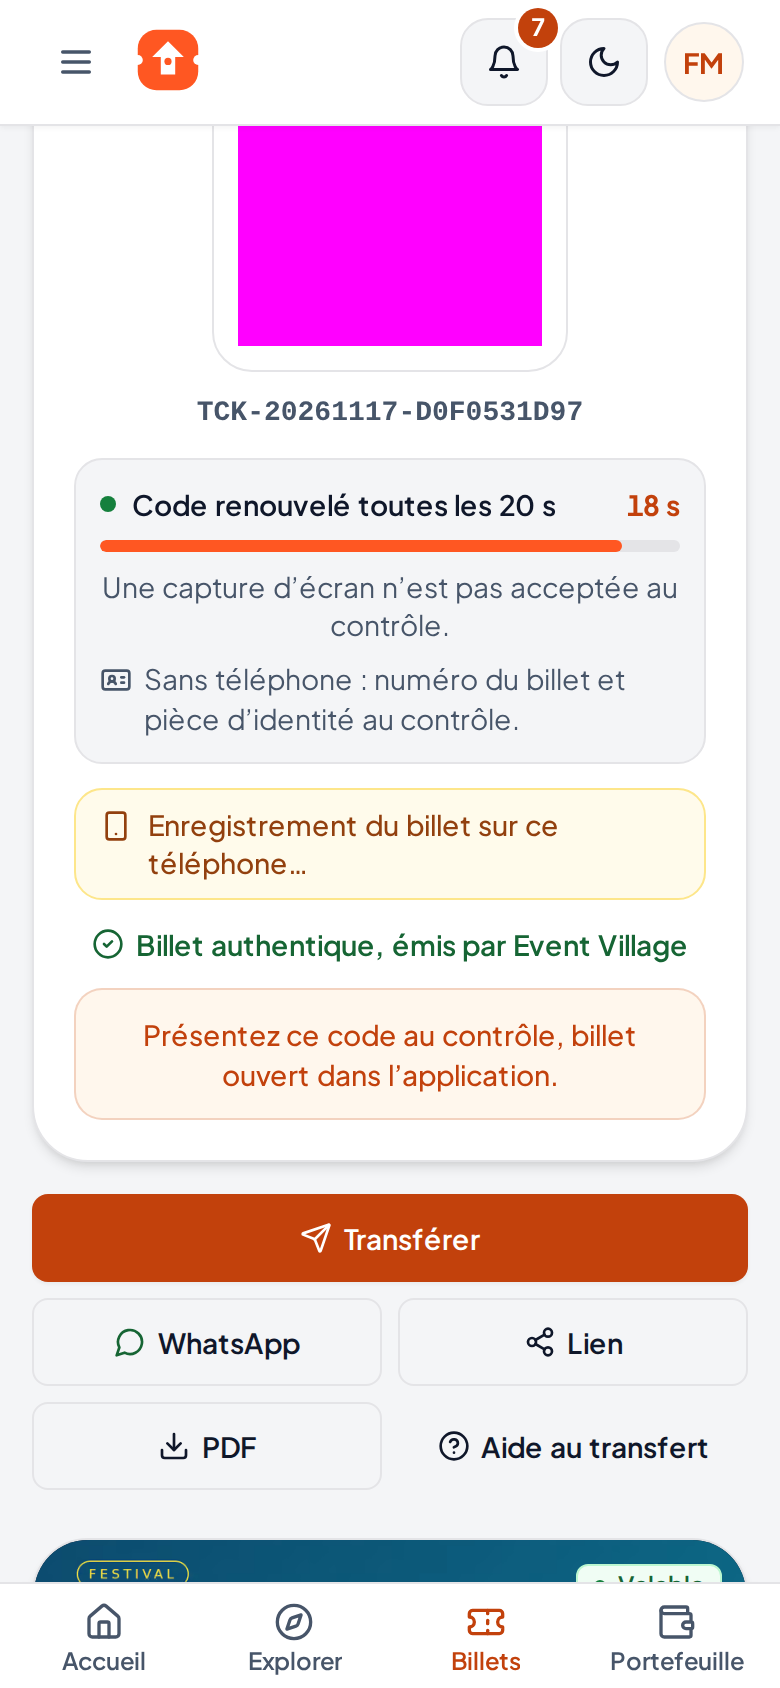 7
FM
TCK-20261117-D0F0531D97
Code renouvelé toutes les 20 s
18 s
Une capture d’écran n’est pas acceptée au
contrôle.
Sans téléphone : numéro du billet et
pièce d’identité au contrôle.
Enregistrement du billet sur ce
téléphone…
Billet authentique, émis par Event Village
Présentez ce code au contrôle, billet
ouvert dans l’application.
Transférer
WhatsApp
Lien
PDF
Aide au transfert
FESTIVAL
Accueil
Explorer
Billets
Portefeuille